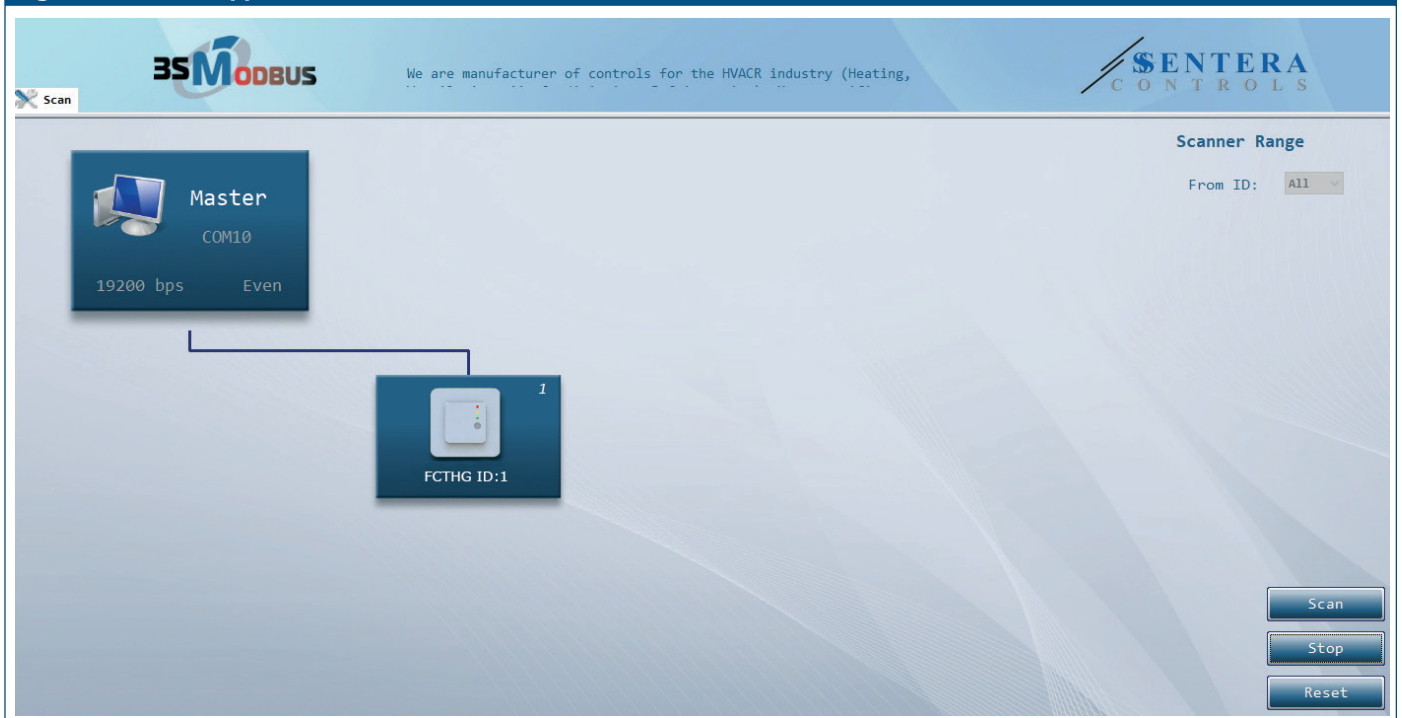 3SMODBUS
We are manufacturer of controls for the HVACR industry (Heating,
SENTERA
CONTROLS
Scan
Scanner Range
From ID: All
Master
COM10
19200 bps Even
1
FCTHG ID:1
Scan
Stop
Reset